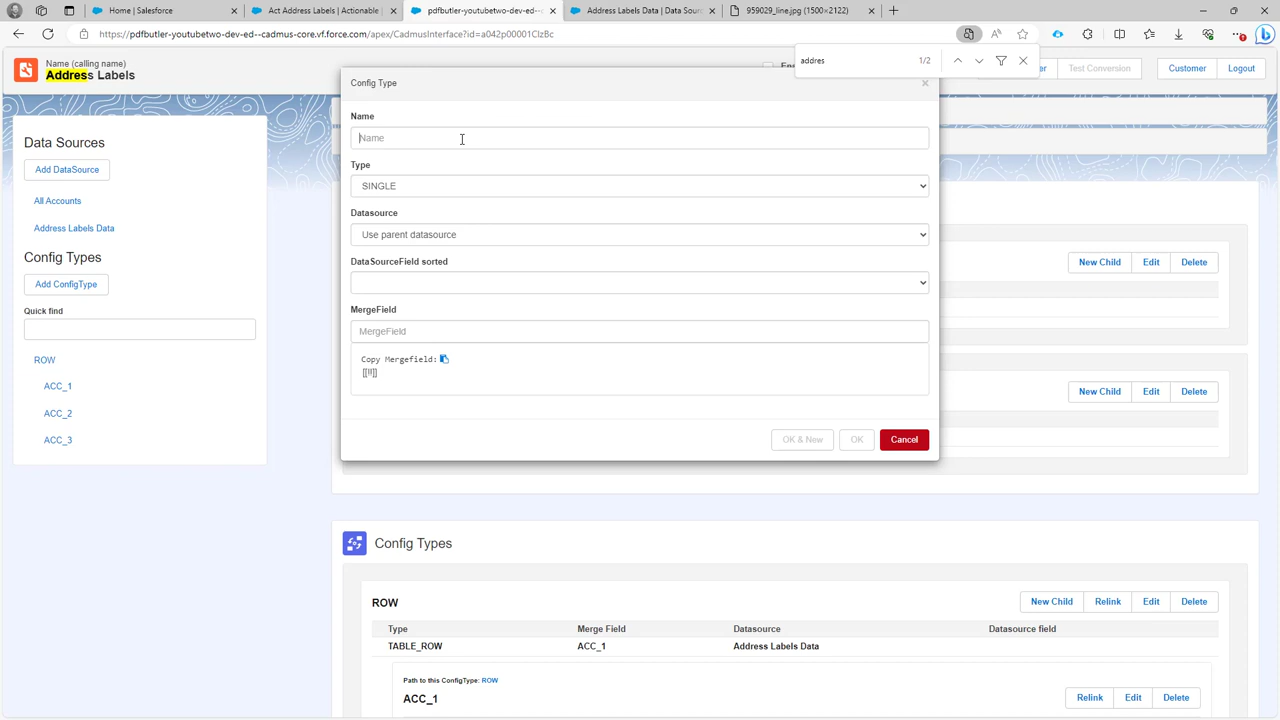 Home | Salesforce
Act Address Labels | Actionable
pdfbutler-youtubetwo-dev-ed--c
Address Labels Data | Data Sour
959029_line.jpg (1500×2122)
https://pdfbutler-youtubetwo-dev-ed--cadmus-core.vf.force.com/apex/CadmusInterface?id=a042p00001CIzBc
Name (calling name)
Address Labels
addres
1/2
Test Conversion
Customer
Logout
Data Sources
Add DataSource
All Accounts
Address Labels Data
Config Types
Add ConfigType
Quick find
ROW
ACC_1
ACC_2
ACC_3
Config Type
Name
Name
Type
SINGLE
Datasource
Use parent datasource
DataSourceField sorted
MergeField
MergeField
Copy Mergefield:
[[!!]]
OK & New
OK
Cancel
New Child
Edit
Delete
New Child
Edit
Delete
Config Types
ROW
New Child
Relink
Edit
Delete
Type
Merge Field
Datasource
Datasource field
TABLE_ROW
ACC_1
Address Labels Data
Path to this ConfigType: ROW
ACC_1
Relink
Edit
Delete